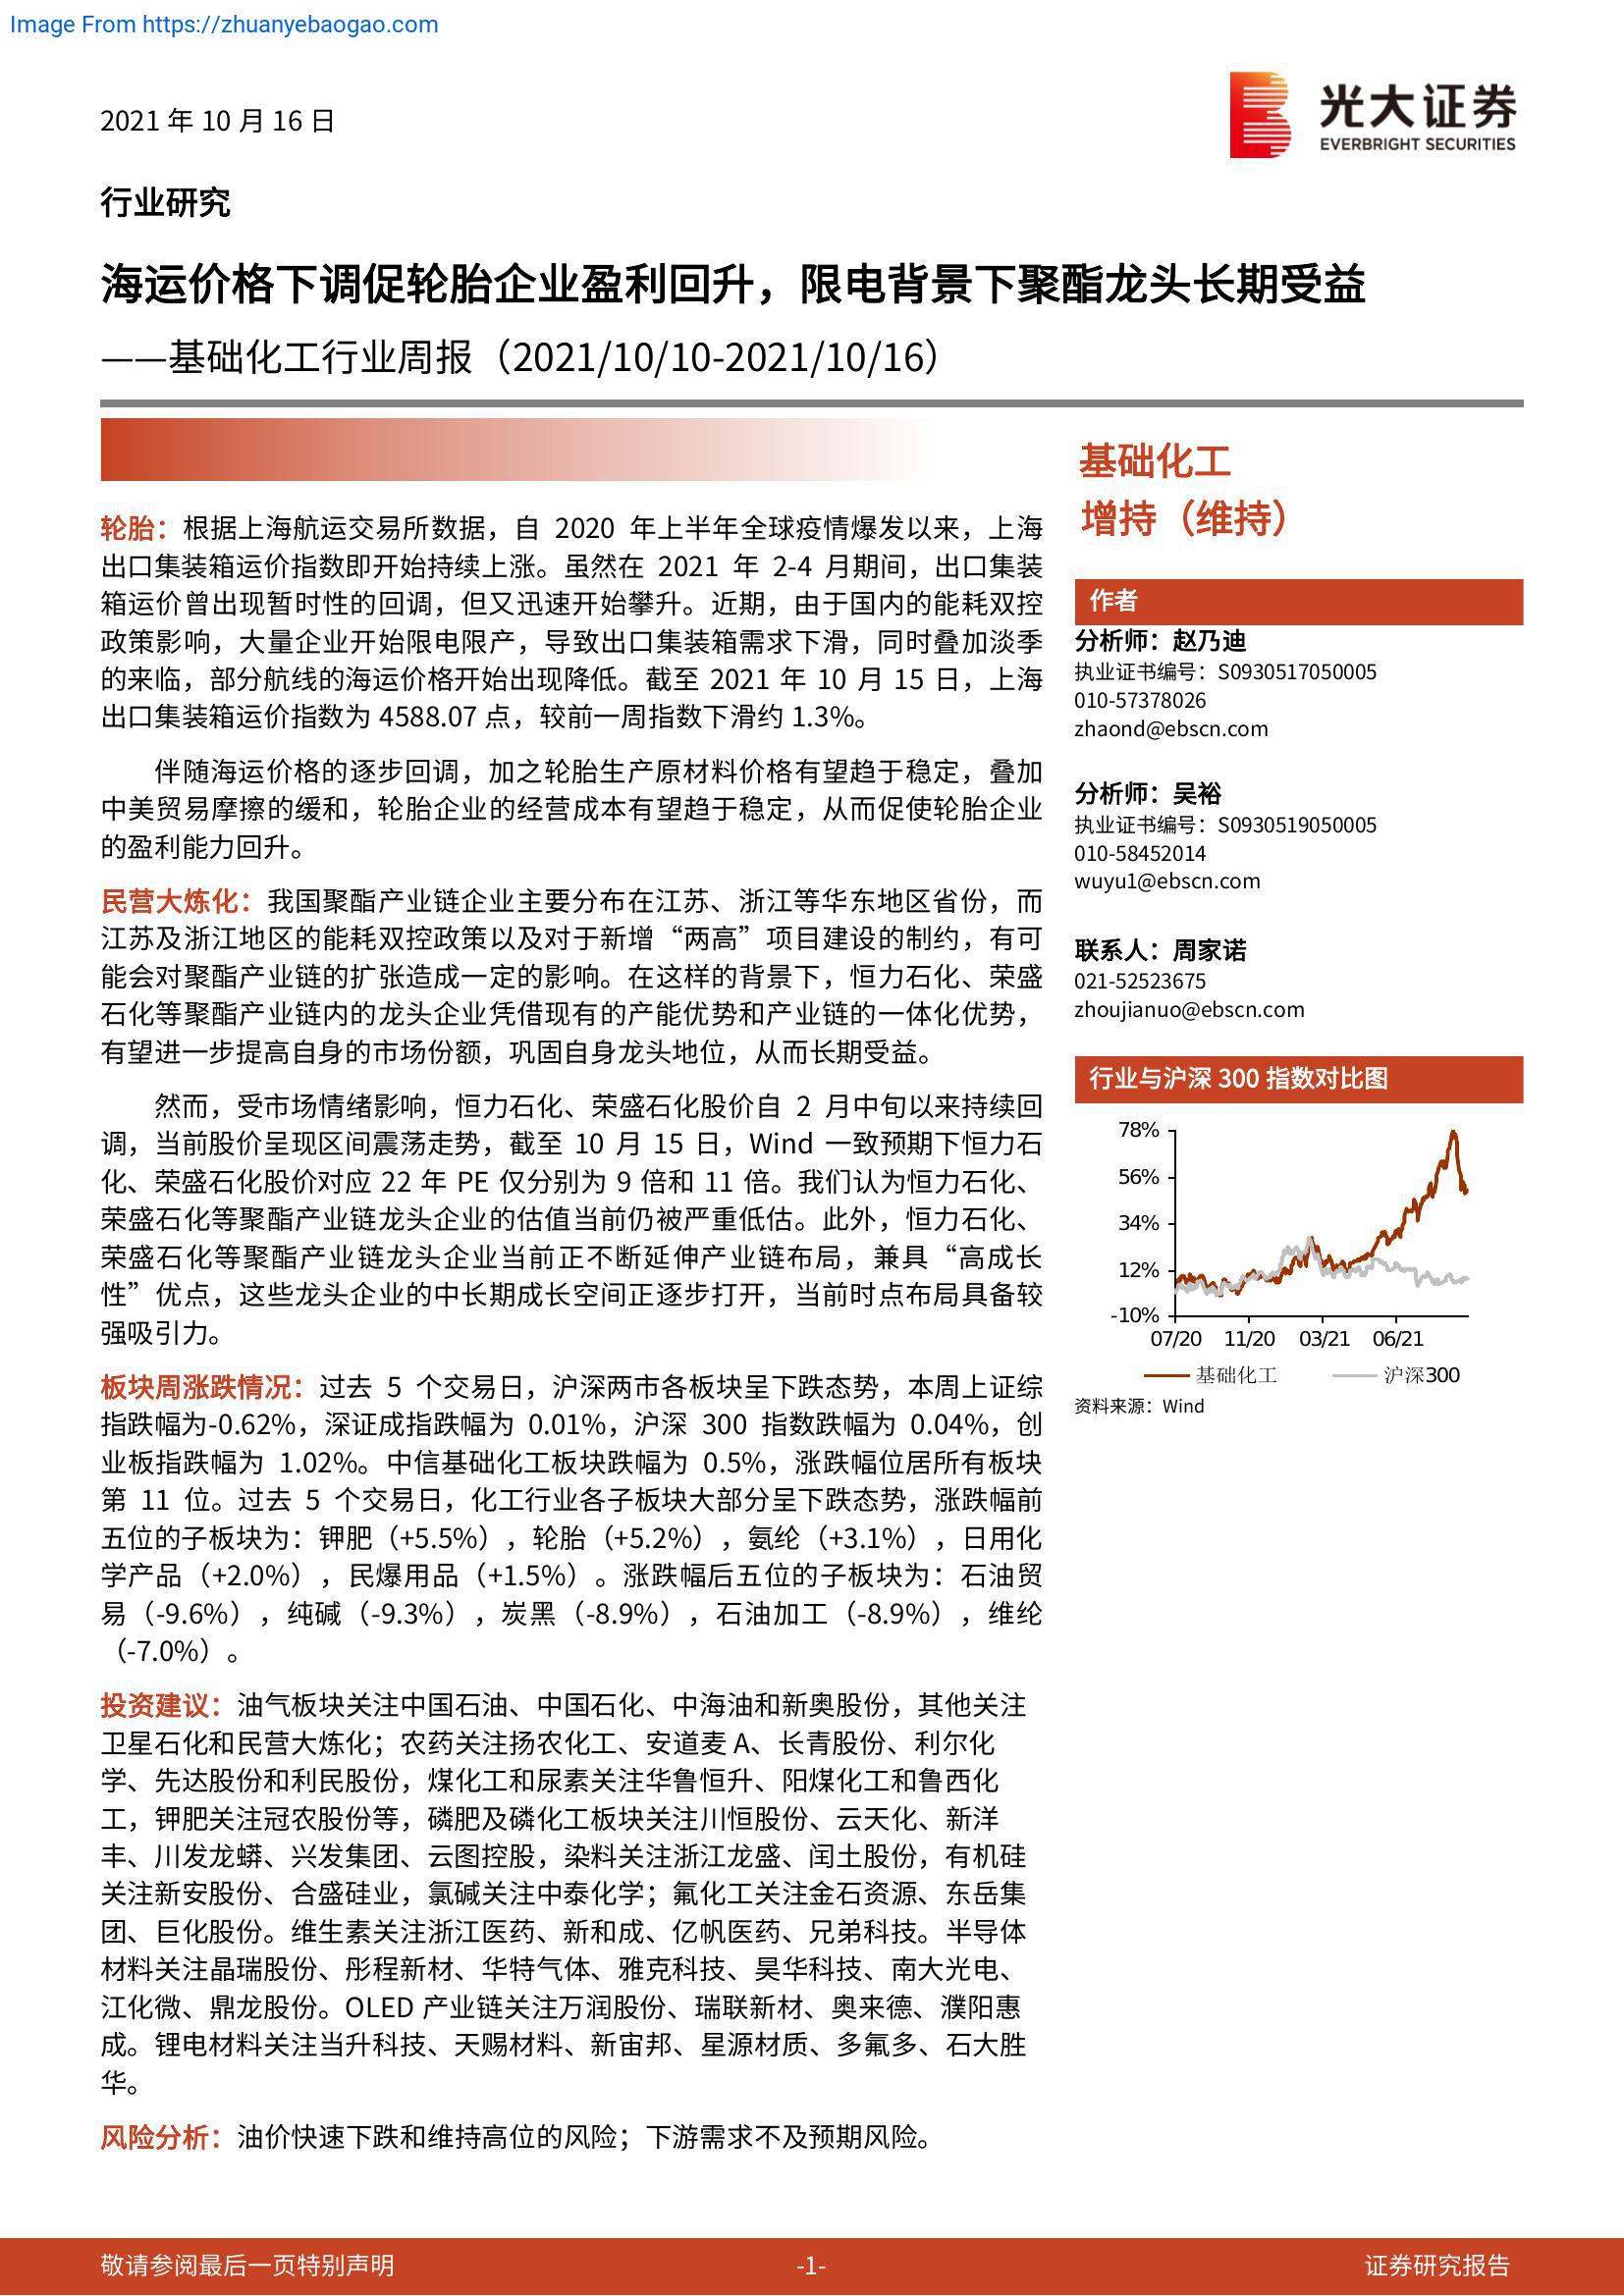 Image From https://zhuanyebaogao.com
2021 年 10 月 16 日
光大证券
EVERBRIGHT SECURITIES
行业研究
海运价格下调促轮胎企业盈利回升，限电背景下聚酯龙头长期受益
——基础化工行业周报（2021/10/10-2021/10/16）
轮胎：根据上海航运交易所数据，自 2020 年上半年全球疫情爆发以来，上海
出口集装箱运价指数即开始持续上涨。虽然在 2021 年 2-4 月期间，出口集装
箱运价曾出现暂时性的回调，但又迅速开始攀升。近期，由于国内的能耗双控
政策影响，大量企业开始限电限产，导致出口集装箱需求下滑，同时叠加淡季
的来临，部分航线的海运价格开始出现降低。截至 2021 年 10 月 15 日，上海
出口集装箱运价指数为 4588.07 点，较前一周指数下滑约 1.3%。
伴随海运价格的逐步回调，加之轮胎生产原材料价格有望趋于稳定，叠加
中美贸易摩擦的缓和，轮胎企业的经营成本有望趋于稳定，从而促使轮胎企业
的盈利能力回升。
民营大炼化：我国聚酯产业链企业主要分布在江苏、浙江等华东地区省份，而
江苏及浙江地区的能耗双控政策以及对于新增“两高”项目建设的制约，有可
能会对聚酯产业链的扩张造成一定的影响。在这样的背景下，恒力石化、荣盛
石化等聚酯产业链内的龙头企业凭借现有的产能优势和产业链的一体化优势，
有望进一步提高自身的市场份额，巩固自身龙头地位，从而长期受益。
然而，受市场情绪影响，恒力石化、荣盛石化股价自 2 月中旬以来持续回
调，当前股价呈现区间震荡走势，截至 10 月 15 日，Wind 一致预期下恒力石
化、荣盛石化股价对应 22 年 PE 仅分别为 9 倍和 11 倍。我们认为恒力石化、
荣盛石化等聚酯产业链龙头企业的估值当前仍被严重低估。此外，恒力石化、
荣盛石化等聚酯产业链龙头企业当前正不断延伸产业链布局，兼具“高成长
性”优点，这些龙头企业的中长期成长空间正逐步打开，当前时点布局具备较
强吸引力。
板块周涨跌情况：过去 5 个交易日，沪深两市各板块呈下跌态势，本周上证综
指跌幅为-0.62%，深证成指跌幅为 0.01%，沪深 300 指数跌幅为 0.04%，创
业板指跌幅为 1.02%。中信基础化工板块跌幅为 0.5%，涨跌幅位居所有板块
第 11 位。过去 5 个交易日，化工行业各子板块大部分呈下跌态势，涨跌幅前
五位的子板块为：钾肥（+5.5%），轮胎（+5.2%），氨纶（+3.1%），日用化
学产品（+2.0%），民爆用品（+1.5%）。涨跌幅后五位的子板块为：石油贸
易（-9.6%），纯碱（-9.3%），炭黑（-8.9%），石油加工（-8.9%），维纶
（-7.0%）。
投资建议：油气板块关注中国石油、中国石化、中海油和新奥股份，其他关注
卫星石化和民营大炼化；农药关注扬农化工、安道麦 A、长青股份、利尔化
学、先达股份和利民股份，煤化工和尿素关注华鲁恒升、阳煤化工和鲁西化
工，钾肥关注冠农股份等，磷肥及磷化工板块关注川恒股份、云天化、新洋
丰、川发龙蟒、兴发集团、云图控股，染料关注浙江龙盛、闰土股份，有机硅
关注新安股份、合盛硅业，氯碱关注中泰化学；氟化工关注金石资源、东岳集
团、巨化股份。维生素关注浙江医药、新和成、亿帆医药、兄弟科技。半导体
材料关注晶瑞股份、彤程新材、华特气体、雅克科技、昊华科技、南大光电、
江化微、鼎龙股份。OLED 产业链关注万润股份、瑞联新材、奥来德、濮阳惠
成。锂电材料关注当升科技、天赐材料、新宙邦、星源材质、多氟多、石大胜
华。
风险分析：油价快速下跌和维持高位的风险；下游需求不及预期风险。
基础化工
增持（维持）
作者
分析师：赵乃迪
执业证书编号：S0930517050005
010-57378026
zhaond@ebscn.com
分析师：吴裕
执业证书编号：S0930519050005
010-58452014
wuyu1@ebscn.com
联系人：周家诺
021-52523675
zhoujianuo@ebscn.com
行业与沪深 300 指数对比图
78%
56%
34%
12%
-10%
07/20 11/20 03/21 06/21
基础化工 沪深300
资料来源：Wind
敬请参阅最后一页特别声明 -1- 证券研究报告